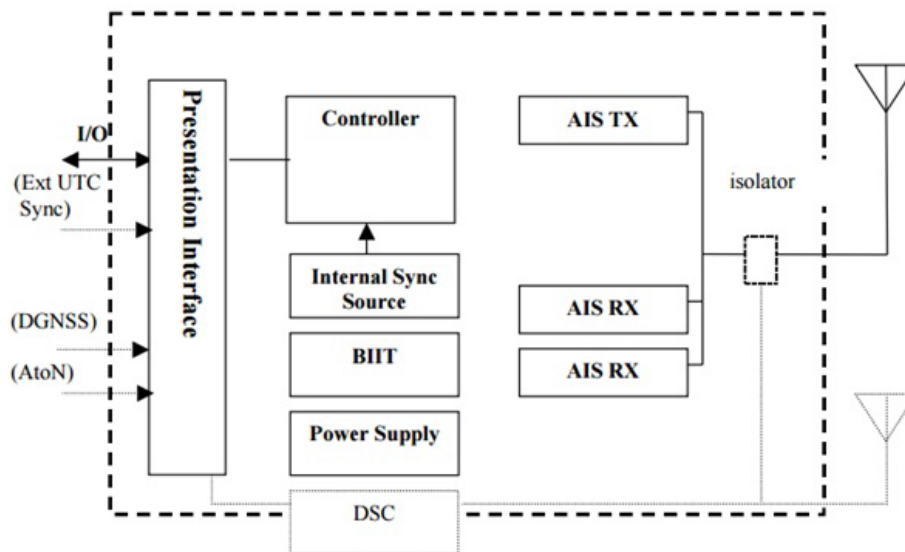 I/O
(Ext UTC
Sync)
(DGNSS)
(AtoN)
Presentation Interface
Controller
Internal Sync
Source
BIIT
Power Supply
DSC
AIS TX
AIS RX
AIS RX
isolator